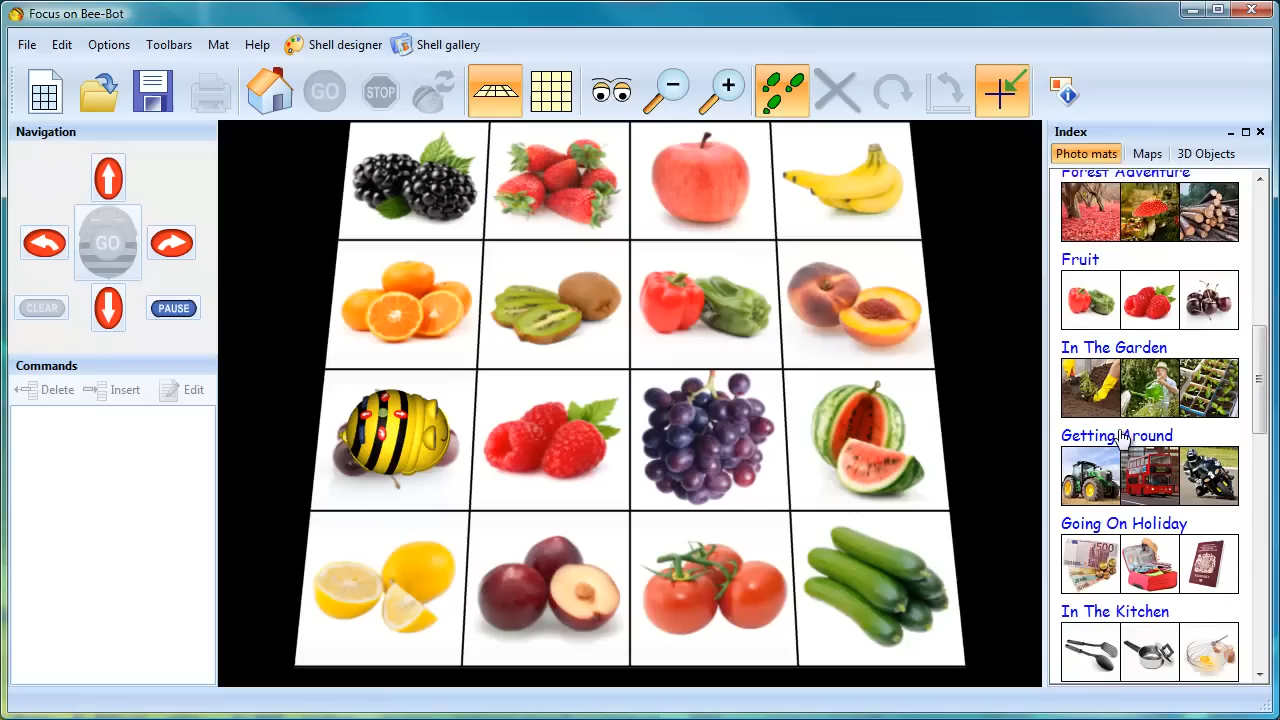 Focus on Bee-Bot
File Edit Options Toolbars Mat Help Shell designer Shell gallery
GO STOP
Navigation
GO
CLEAR PAUSE
Commands
Delete Insert Edit
Index
Photo mats Maps 3D Objects
Forest Adventure
Fruit
In The Garden
Getting Around
Going On Holiday
In The Kitchen